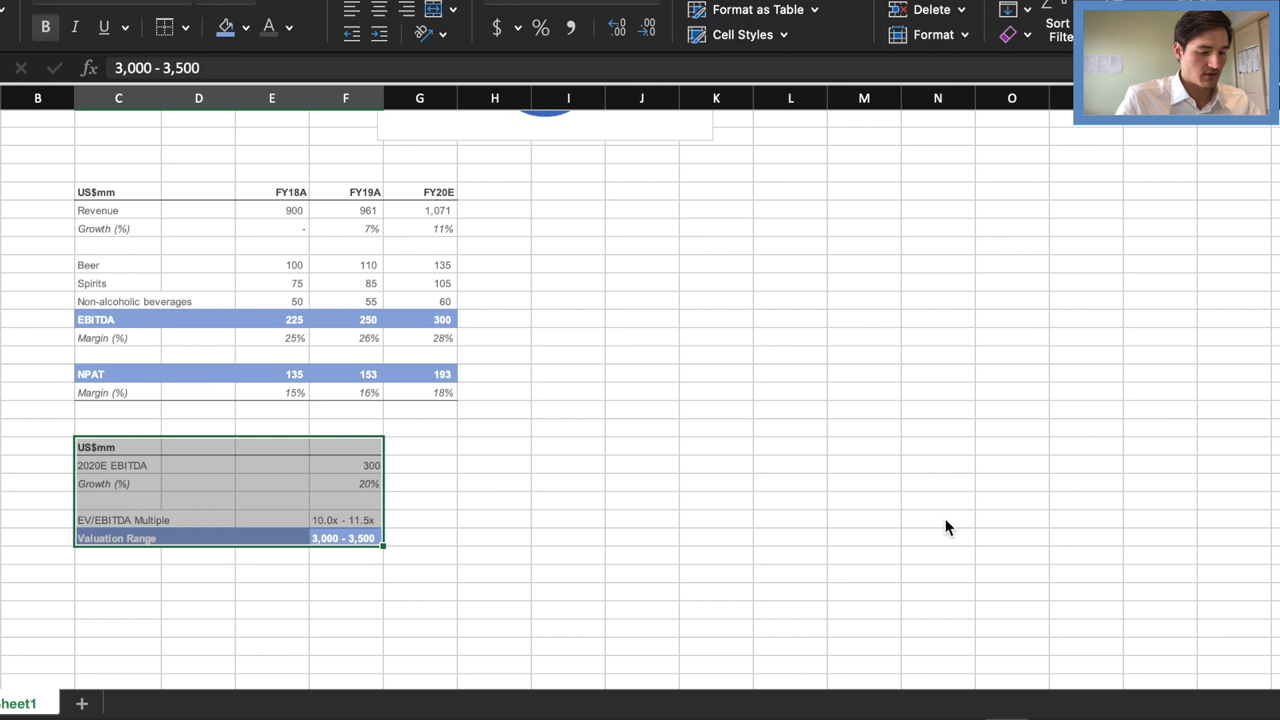 Format as Table
Delete
B I U A $ % , .00
Cell Styles
Format
Sort
Filte
fx 3,000 - 3,500
B C D E F G H I J K L M N O
US$mm FY18A FY19A FY20E
Revenue 900 961 1,071
Growth (%) - 7% 11%
Beer 100 110 135
Spirits 75 85 105
Non-alcoholic beverages 50 55 60
EBITDA 225 250 300
Margin (%) 25% 26% 28%
NPAT 135 153 193
Margin (%) 15% 16% 18%
US$mm
2020E EBITDA 300
Growth (%) 20%
EV/EBITDA Multiple 10.0x - 11.5x
Valuation Range 3,000 - 3,500
heet1